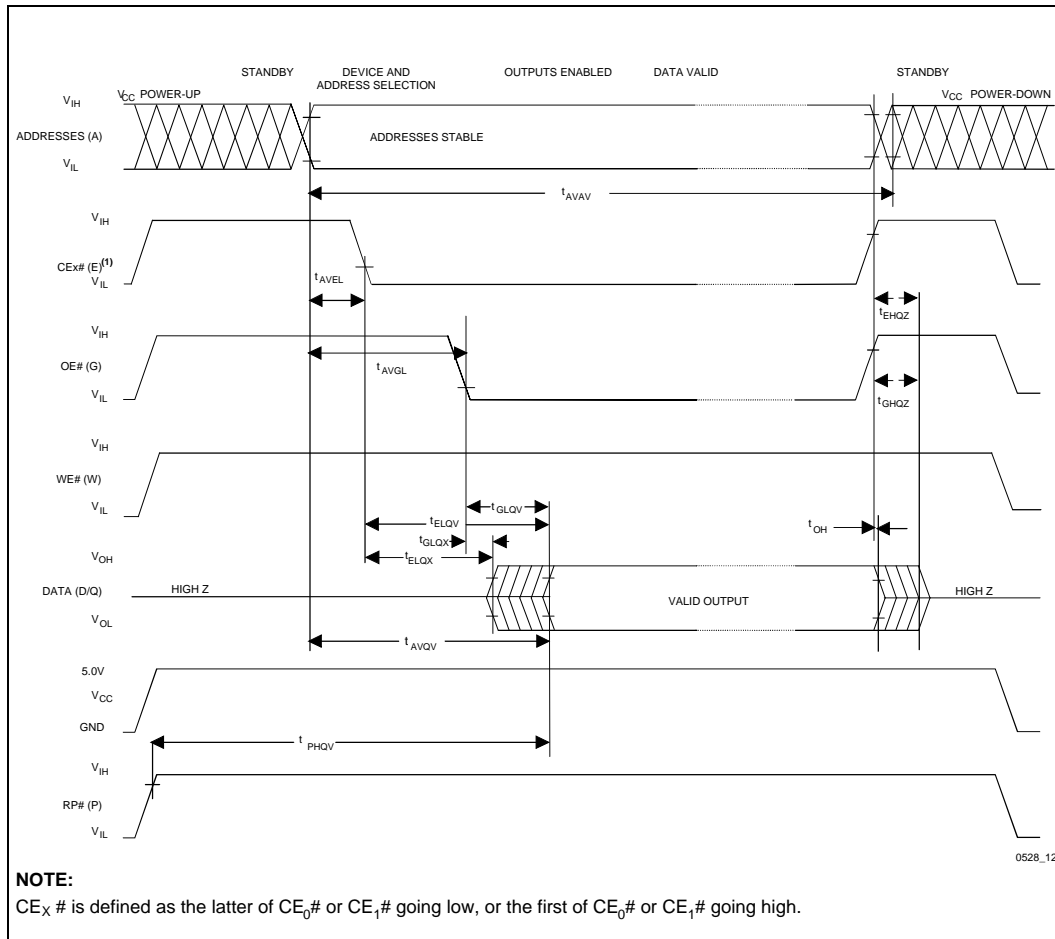 STANDBY DEVICE AND ADDRESS SELECTION OUTPUTS ENABLED DATA VALID STANDBY
VIH VCC POWER-UP VCC POWER-DOWN
ADDRESSES (A) ADDRESSES STABLE
VIL
tAVAV
VIH
CEx# (E)(1)
VIL tAVEL tEHQZ
VIH
OE# (G) tAVGL
VIL tGHQZ
VIH
WE# (W)
VIL tGLQV
tELQV tOH
tGLQX
VOH tELQX
DATA (D/Q) HIGH Z VALID OUTPUT HIGH Z
VOL
tAVQV
5.0V
VCC
GND
t PHQV
VIH
RP# (P)
VIL
0528_12
NOTE:
CEX # is defined as the latter of CE0# or CE1# going low, or the first of CE0# or CE1# going high.